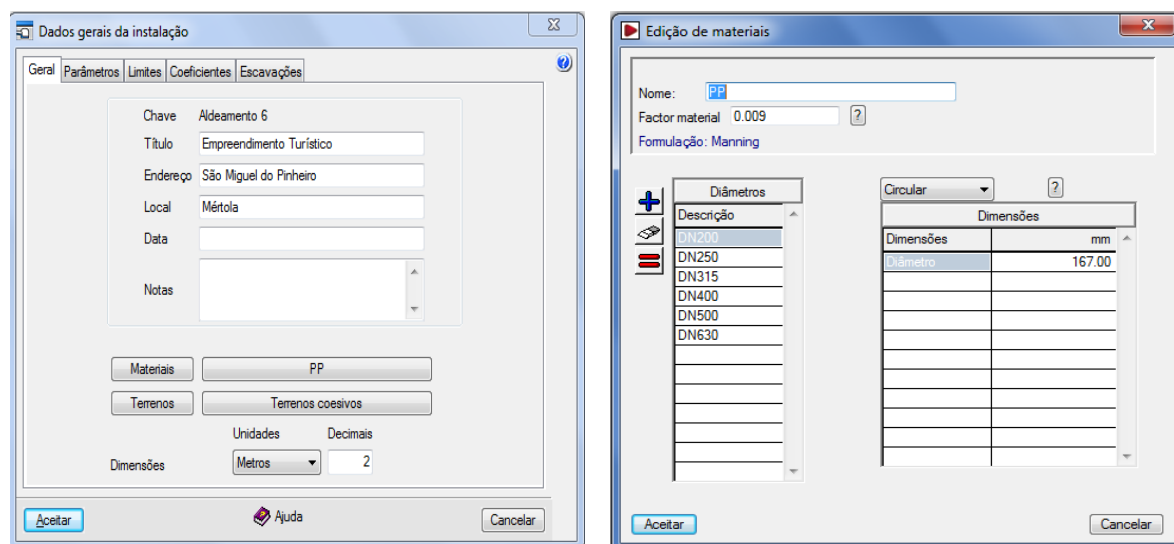 Dados gerais da instalação
Geral Parâmetros Limites Coeficientes Escavações
Chave Aldeamento 6
Título Empreendimento Turístico
Endereço São Miguel do Pinheiro
Local Mértola
Data
Notas
Materiais PP
Terrenos Terrenos coesivos
Unidades Decimais
Dimensões Metros 2
Aceitar Ajuda Cancelar
Edição de materiais
Nome: PP
Factor material 0.009 ?
Formulação: Manning
Diâmetros
Descrição
DN200
DN250
DN315
DN400
DN500
DN630
Circular ?
Dimensões
Dimensões mm
Diâmetro 167.00
Aceitar Cancelar